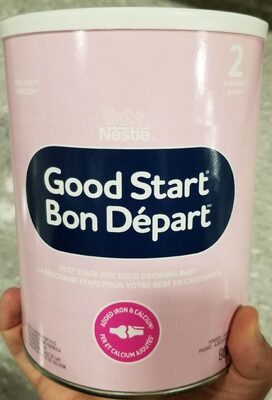 2
Nestlé
Good Start
Bon Départ
NEXT STAGE FOR YOUR GROWING BABY
LA PROCHAINE ÉTAPE POUR VOTRE BÉBÉ EN CROISSANCE
ADDED IRON & CALCIUM!
FER ET CALCIUM AJOUTÉS!